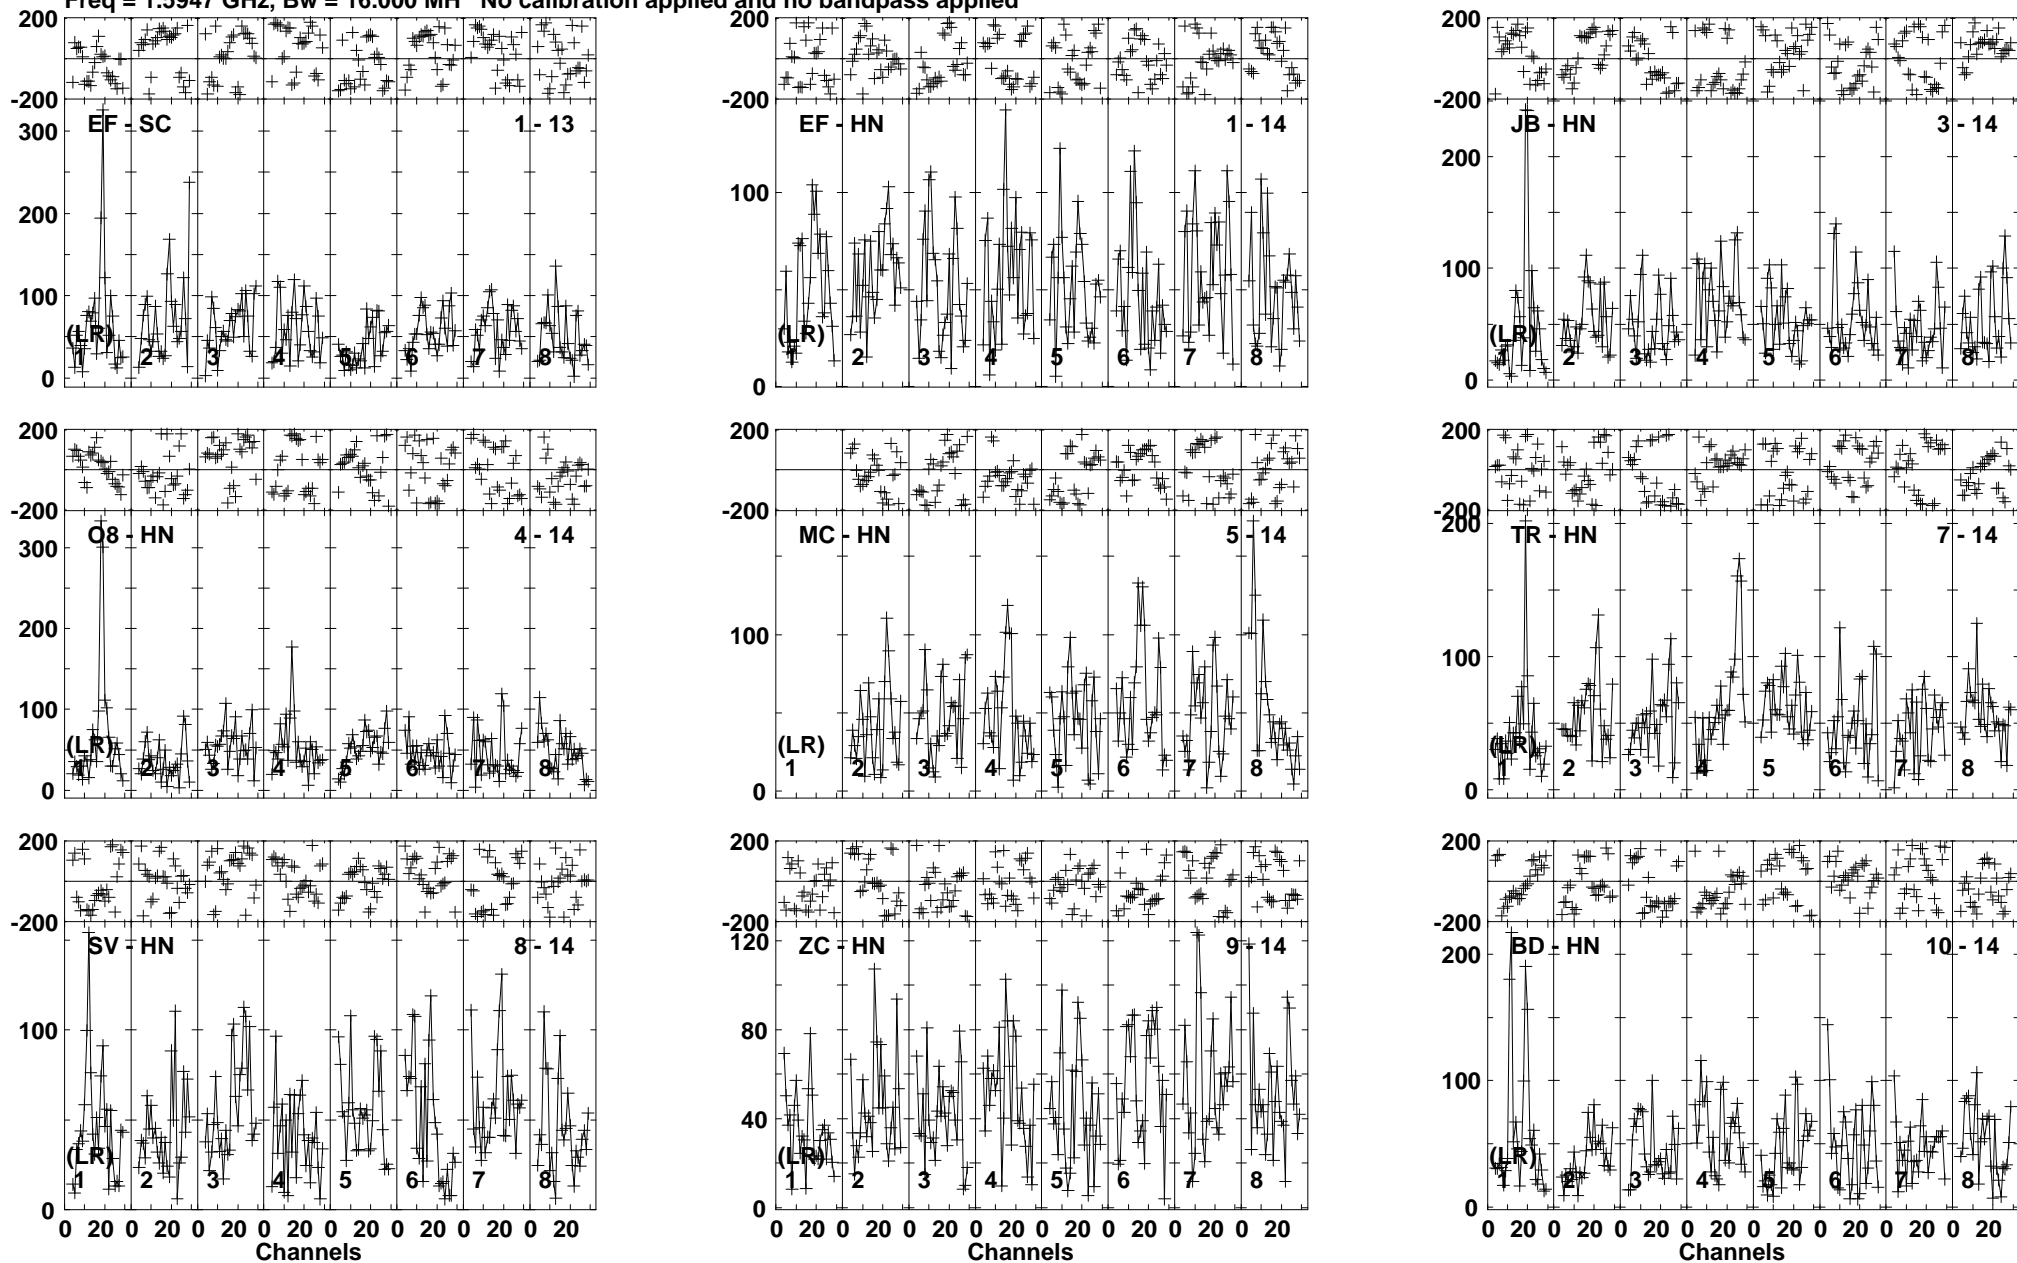 Freq = 1.5947 GHz, Bw = 16.000 MH No calibration applied and no bandpass applied
200 200 200
-200 -200 -200
EF - SC 1 - 13 EF - HN 1 - 14 JB - HN 3 - 14
300
200 200
100 100 100
(LR) (LR) (LR)
1 2 3 4 5 6 7 8 1 2 3 4 5 6 7 8 1 2 3 4 5 6 7 8
0 0 0
200 200 200
-200 -200 -200
O8 - HN 4 - 14 MC - HN 5 - 14 TR - HN 7 - 14
300 200
200
100 100 100
(LR) (LR) (LR)
1 2 3 4 5 6 7 8 1 2 3 4 5 6 7 8 1 2 3 4 5 6 7 8
0 0 0
200 200 200
-200 -200 -200
SV - HN 8 - 14 ZC - HN 9 - 14 BD - HN 10 - 14
120 200
100 80 100
40
(LR) (LR) (LR)
1 2 3 4 5 6 7 8 1 2 3 4 5 6 7 8 1 2 3 4 5 6 7 8
0 0 0
0 20 0 20 0 20 0 20 0 20 0 20 0 20 0 20 0 20 0 20 0 20 0 20 0 20 0 20 0 20 0 20 0 20 0 20 0 20 0 20 0 20 0 20 0 20 0 20
Channels Channels Channels